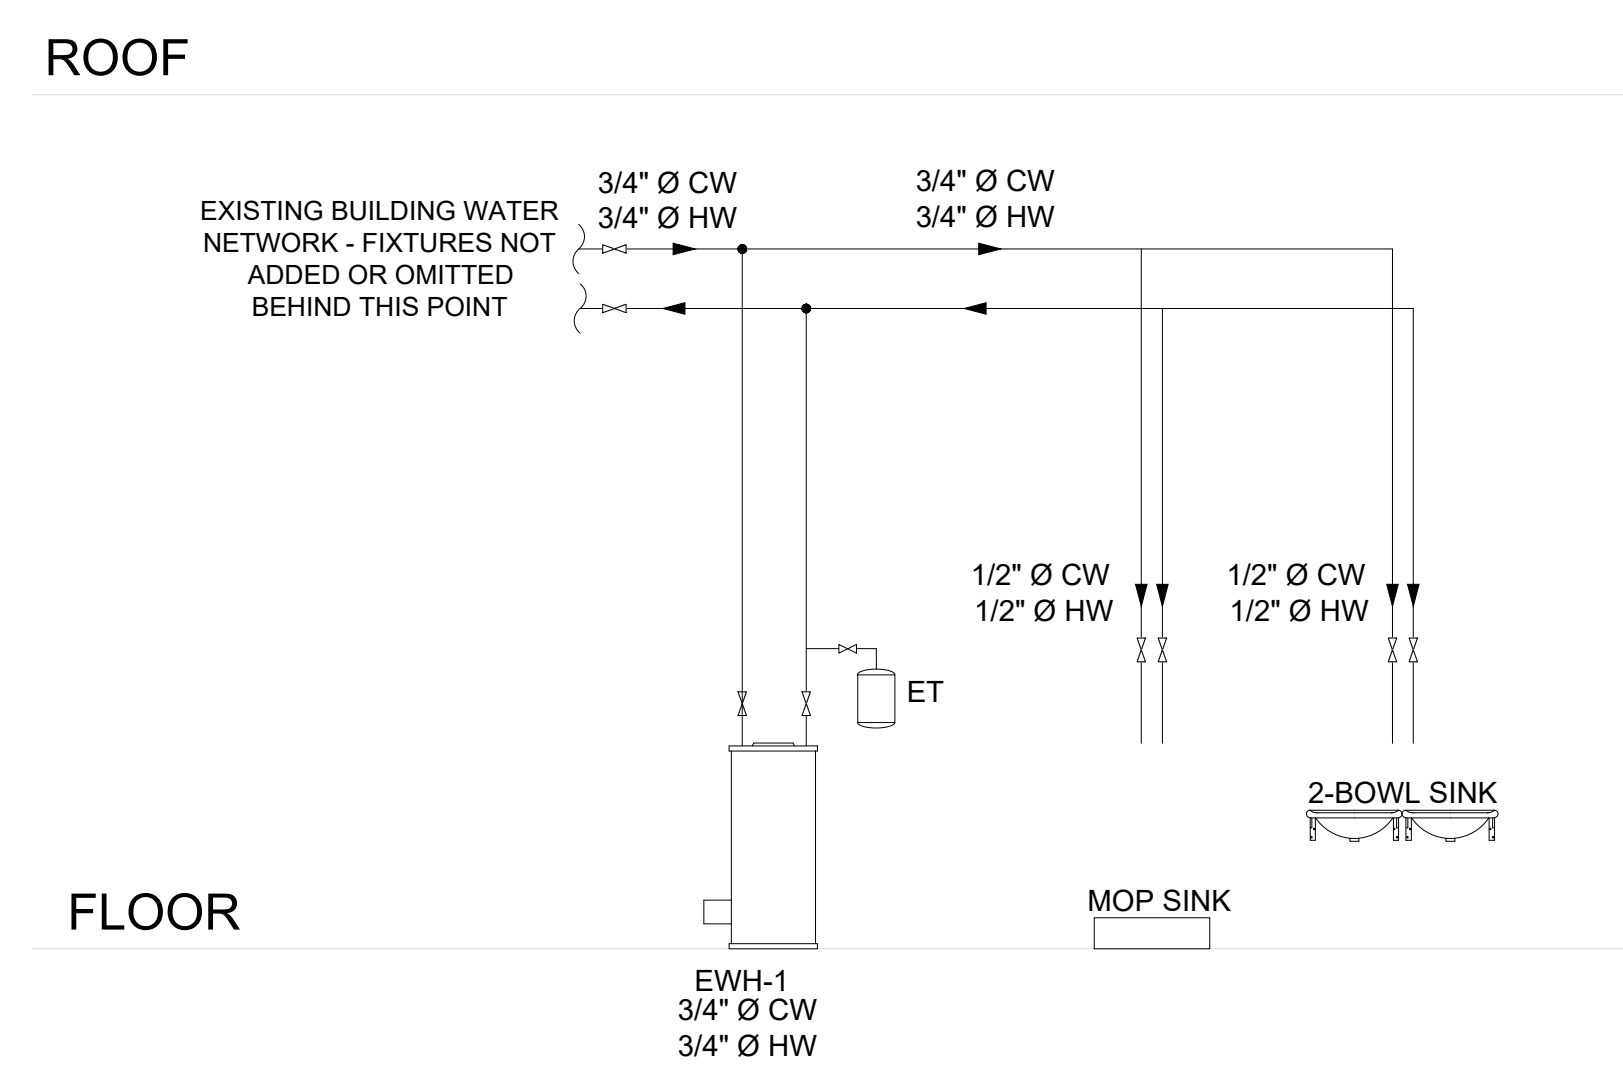 ROOF
EXISTING BUILDING WATER
NETWORK - FIXTURES NOT
ADDED OR OMITTED
BEHIND THIS POINT
3/4" Ø CW
3/4" Ø HW
3/4" Ø CW
3/4" Ø HW
1/2" Ø CW
1/2" Ø HW
1/2" Ø CW
1/2" Ø HW
ET
2-BOWL SINK
MOP SINK
FLOOR
EWH-1
3/4" Ø CW
3/4" Ø HW